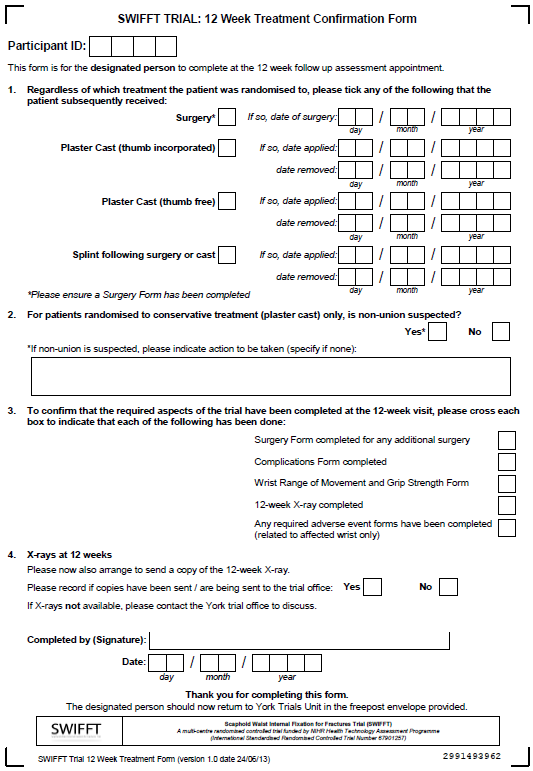 SWIFFT TRIAL: 12 Week Treatment Confirmation Form
Participant ID:
This form is for the designated person to complete at the 12 week follow up assessment appointment.
1. Regardless of which treatment the patient was randomised to, please tick any of the following that the
patient subsequently received:
Surgery* If so, date of surgery: / /
day month year
Plaster Cast (thumb incorporated) If so, date applied: / /
date removed: / /
day month year
Plaster Cast (thumb free) If so, date applied: / /
date removed: / /
day month year
Splint following surgery or cast If so, date applied: / /
date removed: / /
day month year
*Please ensure a Surgery Form has been completed
2. For patients randomised to conservative treatment (plaster cast) only, is non-union suspected?
Yes* No
*If non-union is suspected, please indicate action to be taken (specify if none):
3. To confirm that the required aspects of the trial have been completed at the 12-week visit, please cross each
box to indicate that each of the following has been done:
Surgery Form completed for any additional surgery
Complications Form completed
Wrist Range of Movement and Grip Strength Form
12-week X-ray completed
Any required adverse event forms have been completed
(related to affected wrist only)
4. X-rays at 12 weeks
Please now also arrange to send a copy of the 12-week X-ray.
Please record if copies have been sent / are being sent to the trial office: Yes No
If X-rays not available, please contact the York trial office to discuss.
Completed by (Signature):
Date: / /
day month year
Thank you for completing this form.
The designated person should now return to York Trials Unit in the freepost envelope provided.
SWIFFT
Scaphoid Waist Internal Fixation for Fractures Trial (SWIFFT)
A multi-centre randomised controlled trial funded by NIHR Health Technology Assessment Programme
(International Standardised Randomised Controlled Trial Number 67901257)
SWIFFT Trial 12 Week Treatment Form (version 1.0 date 24/06/13)
2991493962